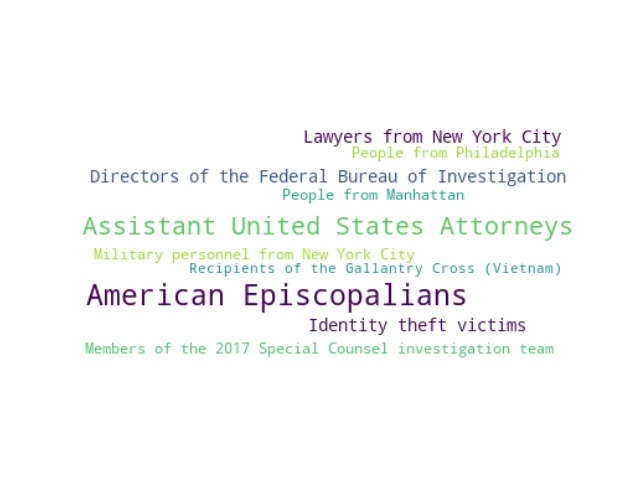 Lawyers from New York City
People from Philadelphia
Directors of the Federal Bureau of Investigation
People from Manhattan
Assistant United States Attorneys
Military personnel from New York City
Recipients of the Gallantry Cross (Vietnam)
American Episcopalians
Identity theft victims
Members of the 2017 Special Counsel investigation team